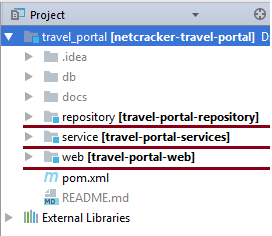 Project
travel_portal [netcracker-travel-portal]
.idea
db
docs
repository [travel-portal-repository]
service [travel-portal-services]
web [travel-portal-web]
pom.xml
README.md
External Libraries